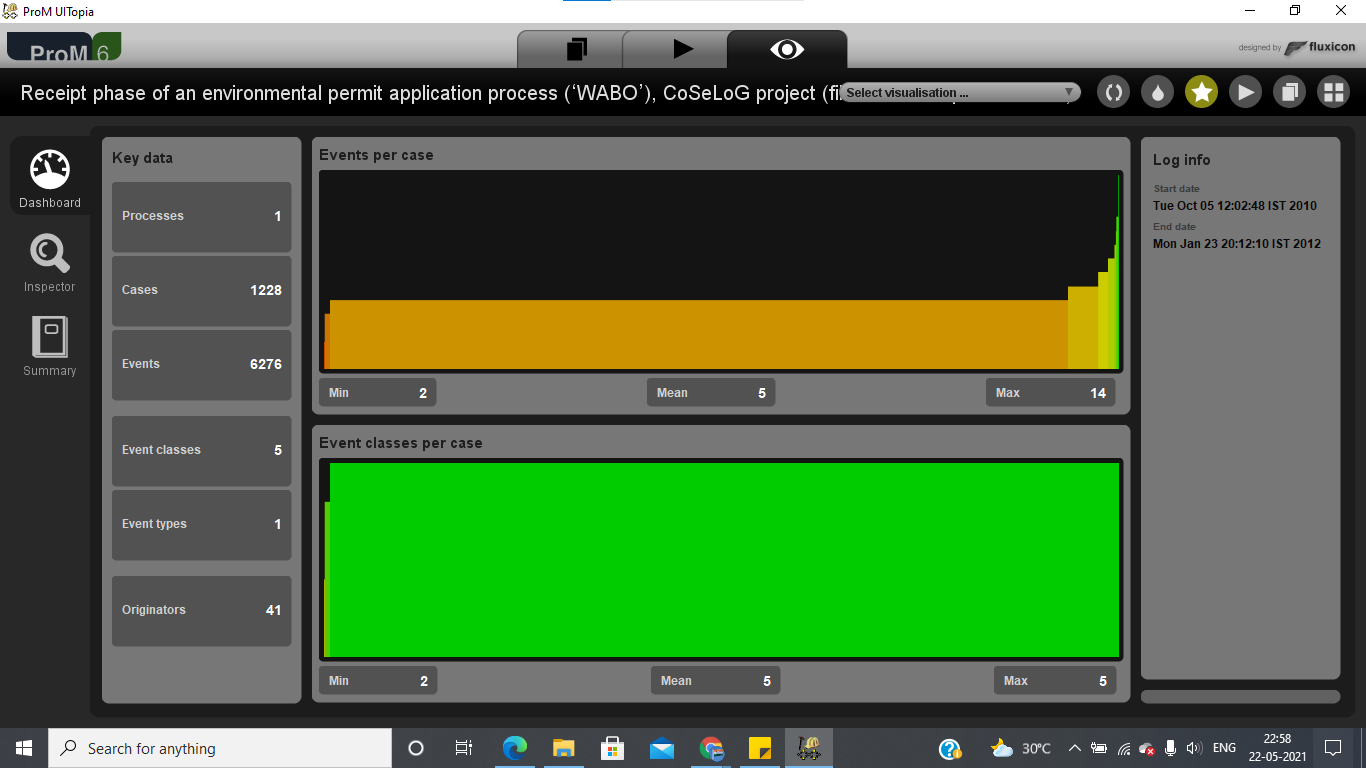 ProM UITopia
ProM 6
designed by fluxicon
Receipt phase of an environmental permit application process (‘WABO’), CoSeLoG project (fi
Select visualisation ...
Dashboard
Inspector
Summary
Key data
Processes 1
Cases 1228
Events 6276
Event classes 5
Event types 1
Originators 41
Events per case
Min 2
Mean 5
Max 14
Event classes per case
Min 2
Mean 5
Max 5
Log info
Start date
Tue Oct 05 12:02:48 IST 2010
End date
Mon Jan 23 20:12:10 IST 2012
Search for anything
30°C
ENG
22:58
22-05-2021